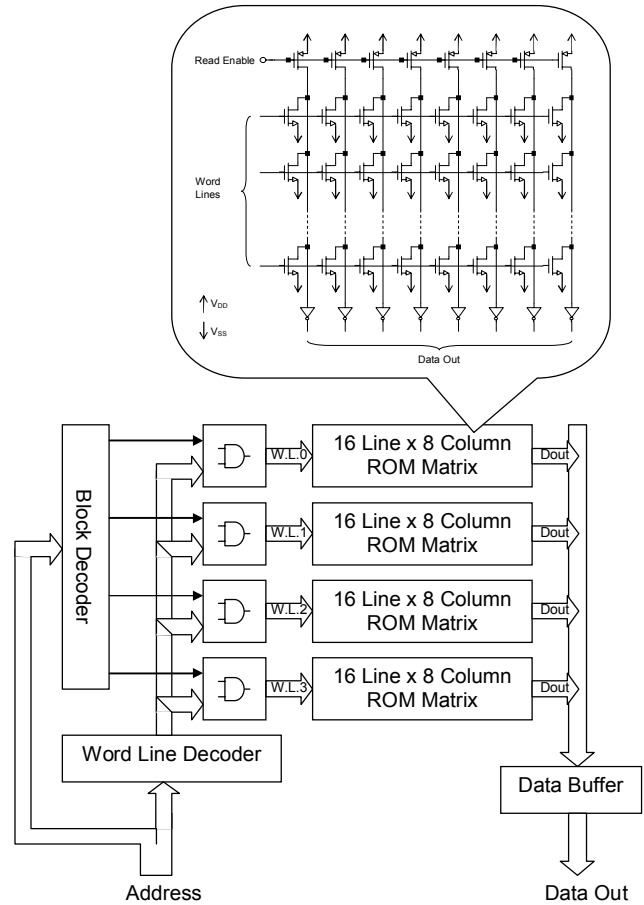 Read Enable
Word
Lines
VDD
VSS
Data Out
Block Decoder
W.L.0
16 Line x 8 Column
ROM Matrix
Dout
W.L.1
16 Line x 8 Column
ROM Matrix
Dout
W.L.2
16 Line x 8 Column
ROM Matrix
Dout
W.L.3
16 Line x 8 Column
ROM Matrix
Dout
Word Line Decoder
Data Buffer
Address
Data Out